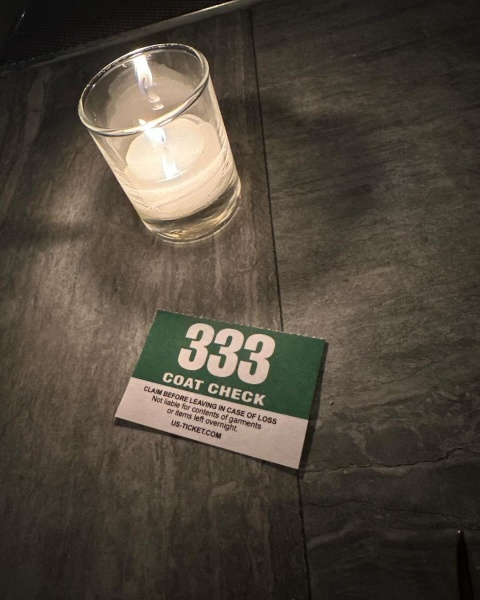 333
COAT CHECK
CLAIM BEFORE LEAVING IN CASE OF LOSS
Not liable for contents of garments
or items left overnight.
US-TICKET.COM